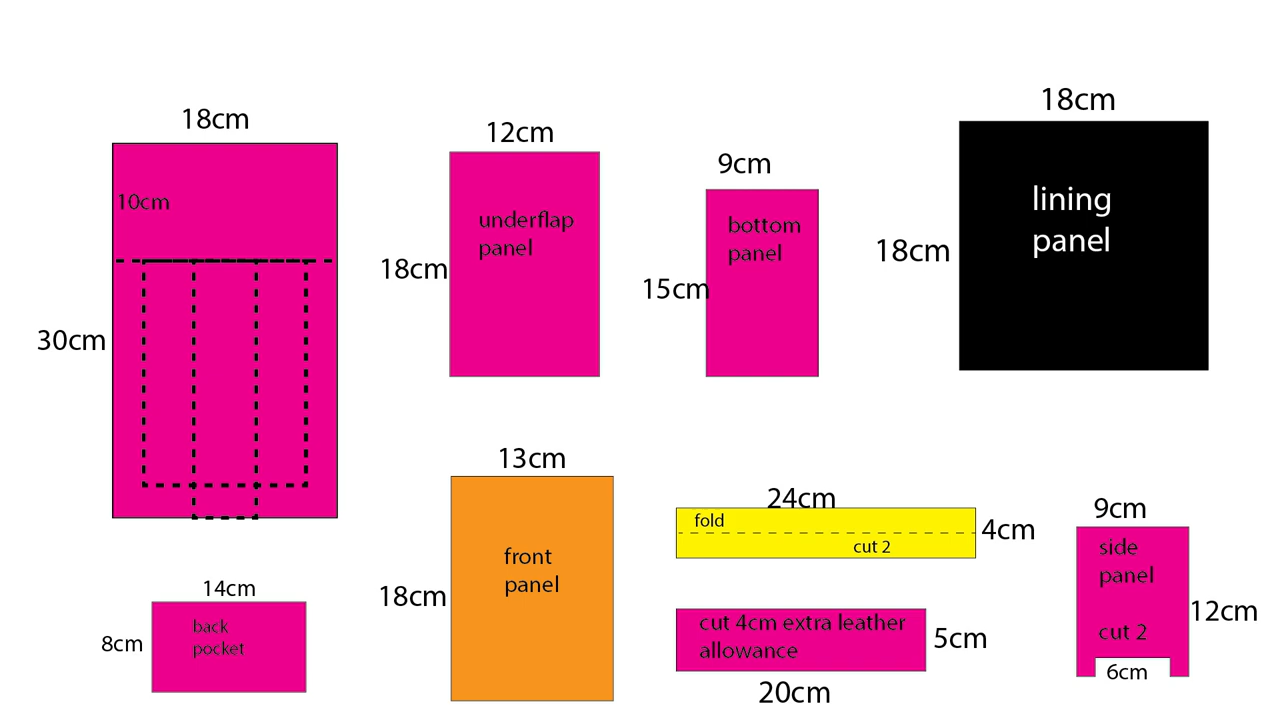 18cm
10cm
30cm
12cm
underflap
panel
18cm
9cm
bottom
panel
15cm
18cm
lining
panel
18cm
14cm
back
pocket
8cm
13cm
front
panel
18cm
24cm
fold
cut 2
4cm
cut 4cm extra leather
allowance
5cm
20cm
9cm
side
panel
cut 2
12cm
6cm